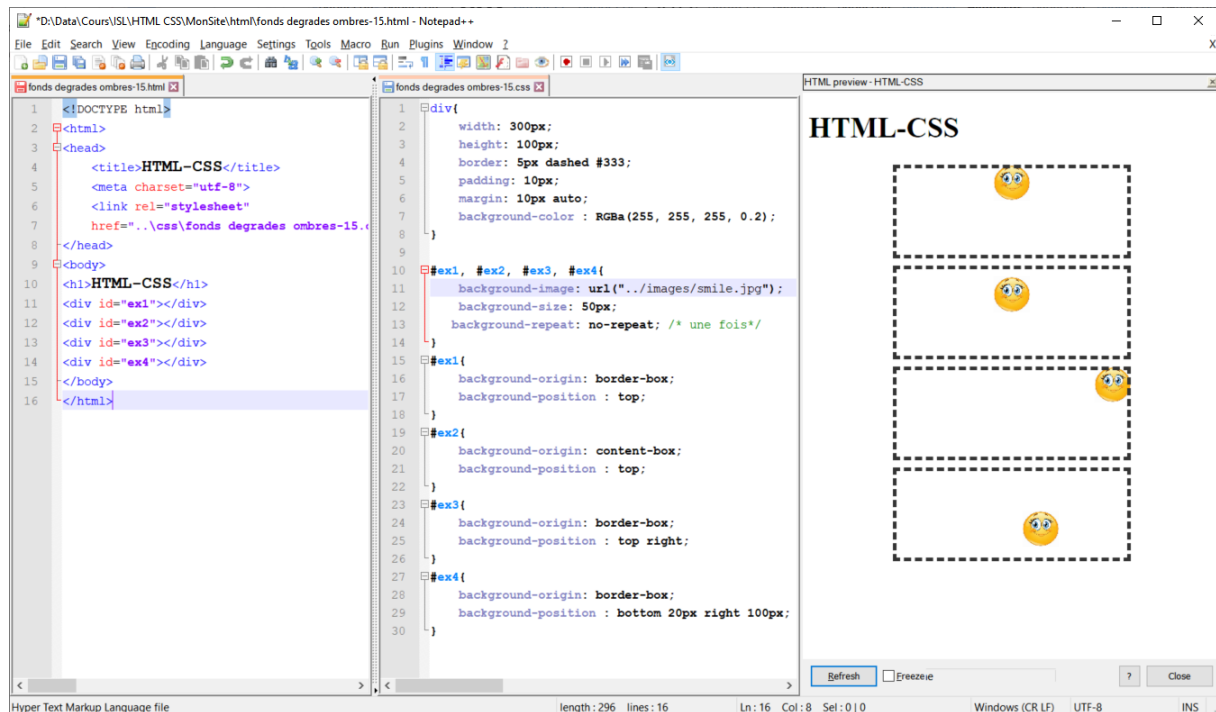 *D:\Data\Cours\ISL\HTML CSS\MonSite\html\fonds degrades ombres-15.html - Notepad++
File Edit Search View Encoding Language Settings Tools Macro Run Plugins Window ?
X
fonds degrades ombres-15.html
1 <!DOCTYPE html>
2 <html>
3 <head>
4 <title>HTML-CSS</title>
5 <meta charset="utf-8">
6 <link rel="stylesheet"
7 href="..\css\fonds degrades ombres-15.c
8 </head>
9 <body>
10 <h1>HTML-CSS</h1>
11 <div id="ex1"></div>
12 <div id="ex2"></div>
13 <div id="ex3"></div>
14 <div id="ex4"></div>
15 </body>
16 </html>
fonds degrades ombres-15.css
1 div{
2 width: 300px;
3 height: 100px;
4 border: 5px dashed #333;
5 padding: 10px;
6 margin: 10px auto;
7 background-color : RGBa(255, 255, 255, 0.2);
8 }
9
10 #ex1, #ex2, #ex3, #ex4{
11 background-image: url("../images/smile.jpg");
12 background-size: 50px;
13 background-repeat: no-repeat; /* une fois*/
14 }
15 #ex1{
16 background-origin: border-box;
17 background-position : top;
18 }
19 #ex2{
20 background-origin: content-box;
21 background-position : top;
22 }
23 #ex3{
24 background-origin: border-box;
25 background-position : top right;
26 }
27 #ex4{
28 background-origin: border-box;
29 background-position : bottom 20px right 100px;
30 }
HTML preview - HTML-CSS
HTML-CSS
Refresh Freeze ? Close
Hyper Text Markup Language file length : 296 lines : 16 Ln : 16 Col : 8 Sel : 0 | 0 Windows (CR LF) UTF-8 INS